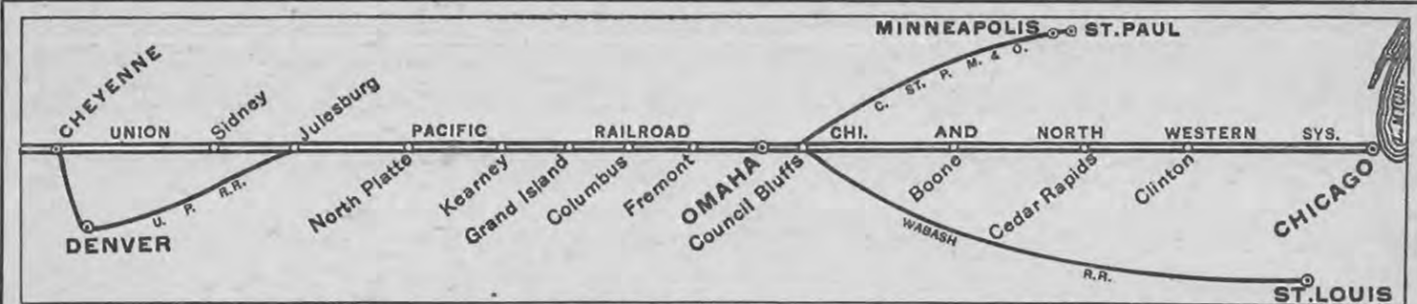 MINNEAPOLIS ST. PAUL
C. ST. P. M. & O.
CHEYENNE
UNION PACIFIC RAILROAD
Sidney
Julesburg
CHI. AND NORTH WESTERN SYS.
L. MICH.
North Platte
Kearney
Grand Island
Columbus
Fremont
OMAHA
Council Bluffs
Boone
Cedar Rapids
Clinton
CHICAGO
U. P. R.R.
DENVER
WABASH R.R.
ST. LOUIS